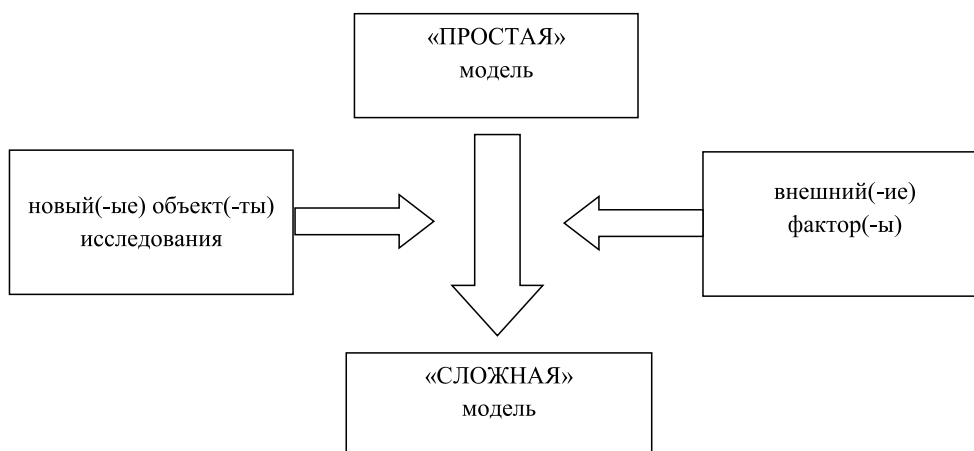 «ПРОСТАЯ»
модель
новый(-ые) объект(-ты)
исследования
внешний(-ие)
фактор(-ы)
«СЛОЖНАЯ»
модель